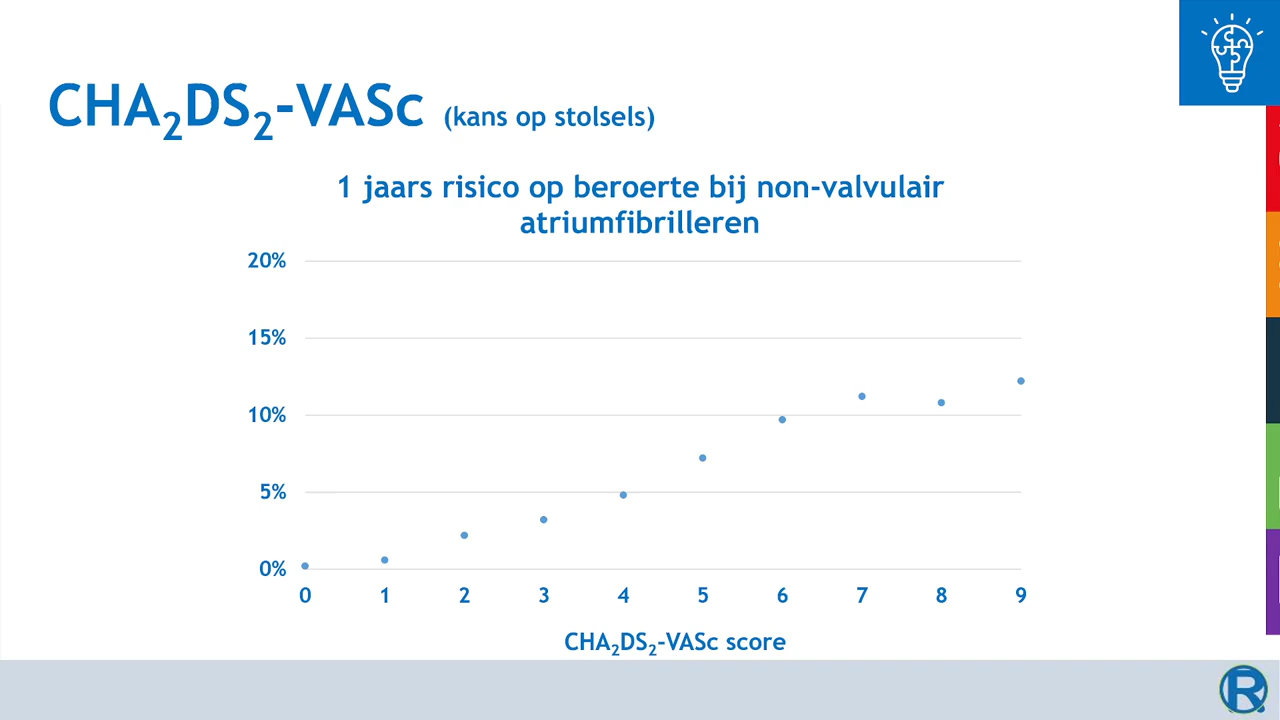 CHA₂DS₂-VASc (kans op stolsels)
1 jaars risico op beroerte bij non-valvulair
atriumfibrilleren
20%
15%
10%
5%
0%
0 1 2 3 4 5 6 7 8 9
CHA₂DS₂-VASc score
R